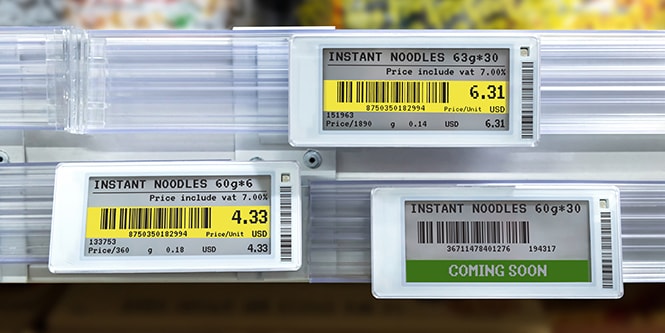 INSTANT NOODLES 63g*30
Price include vat 7.00%
6.31
8750350182994 Price/Unit USD
151963
Price/1890 g 0.14 USD 6.31
INSTANT NOODLES 60g*6
Price include vat 7.00%
4.33
8750350182994 Price/Unit USD
133753
Price/360 g 0.18 USD 4.33
INSTANT NOODLES 60g*30
36711478401276 194317
COMING SOON